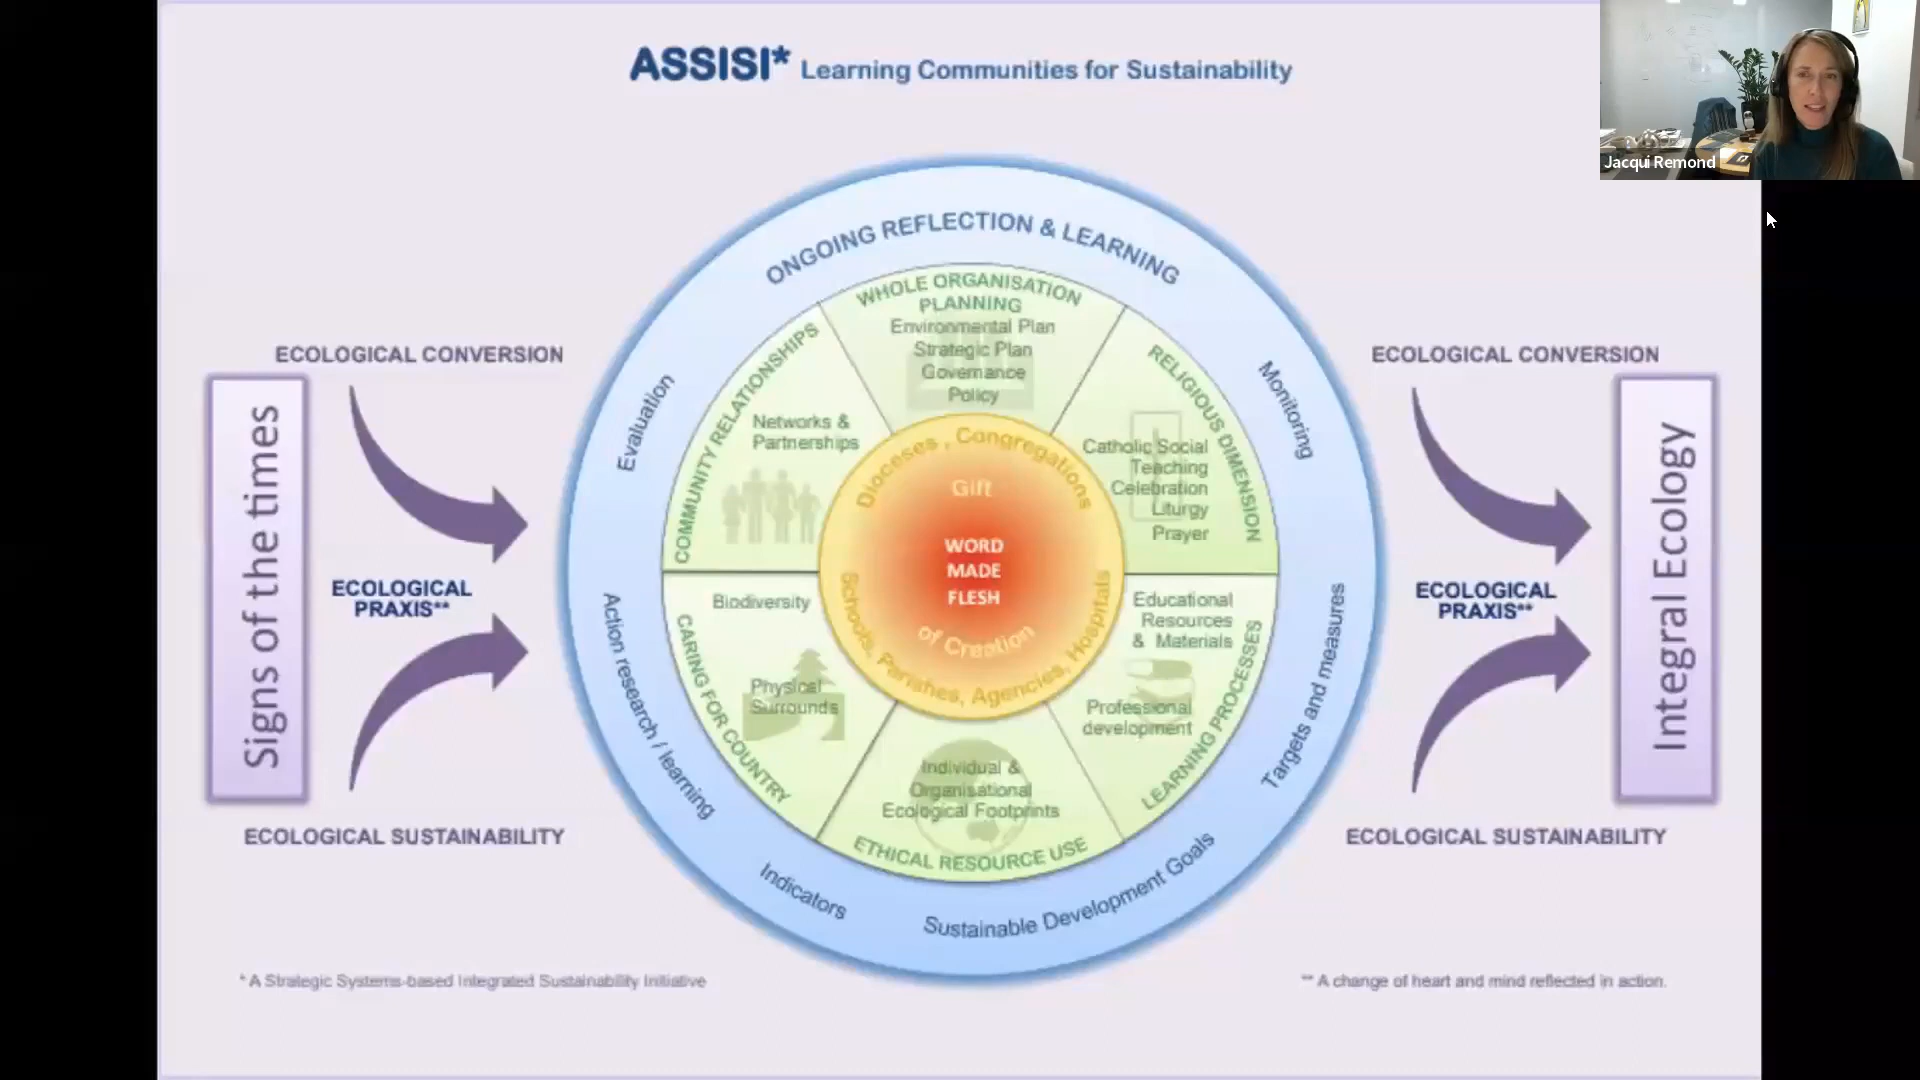 ASSISI* Learning Communities for Sustainability
Jacqui Remond
ECOLOGICAL CONVERSION
Signs of the times
ECOLOGICAL
PRAXIS**
ECOLOGICAL SUSTAINABILITY
ONGOING REFLECTION & LEARNING
Monitoring
Targets and measures
Sustainable Development Goals
Indicators
Action research / learning
Evaluation
WHOLE ORGANISATION
PLANNING
Environmental Plan
Strategic Plan
Governance
Policy
RELIGIOUS DIMENSION
Catholic Social
Teaching
Celebration
Liturgy
Prayer
LEARNING PROCESSES
Educational
Resources
& Materials
Professional
development
ETHICAL RESOURCE USE
Individual &
Organisational
Ecological Footprints
CARING FOR COUNTRY
Biodiversity
Physical
Surrounds
COMMUNITY RELATIONSHIPS
Networks &
Partnerships
Dioceses , Congregations
Schools, Parishes, Agencies, Hospitals
Gift
WORD
MADE
FLESH
of Creation
ECOLOGICAL CONVERSION
ECOLOGICAL
PRAXIS**
Integral Ecology
ECOLOGICAL SUSTAINABILITY
* A Strategic Systems-based Integrated Sustainability Initiative
** A change of heart and mind reflected in action.